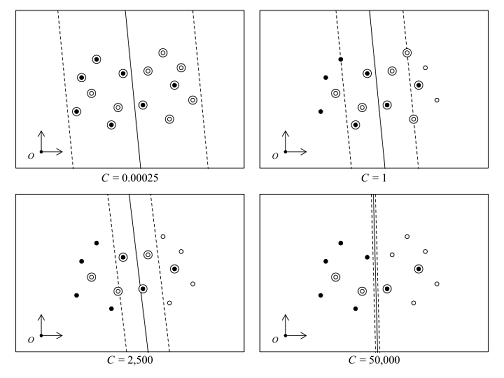 O
C = 0.00025
O
C = 1
O
C = 2,500
O
C = 50,000